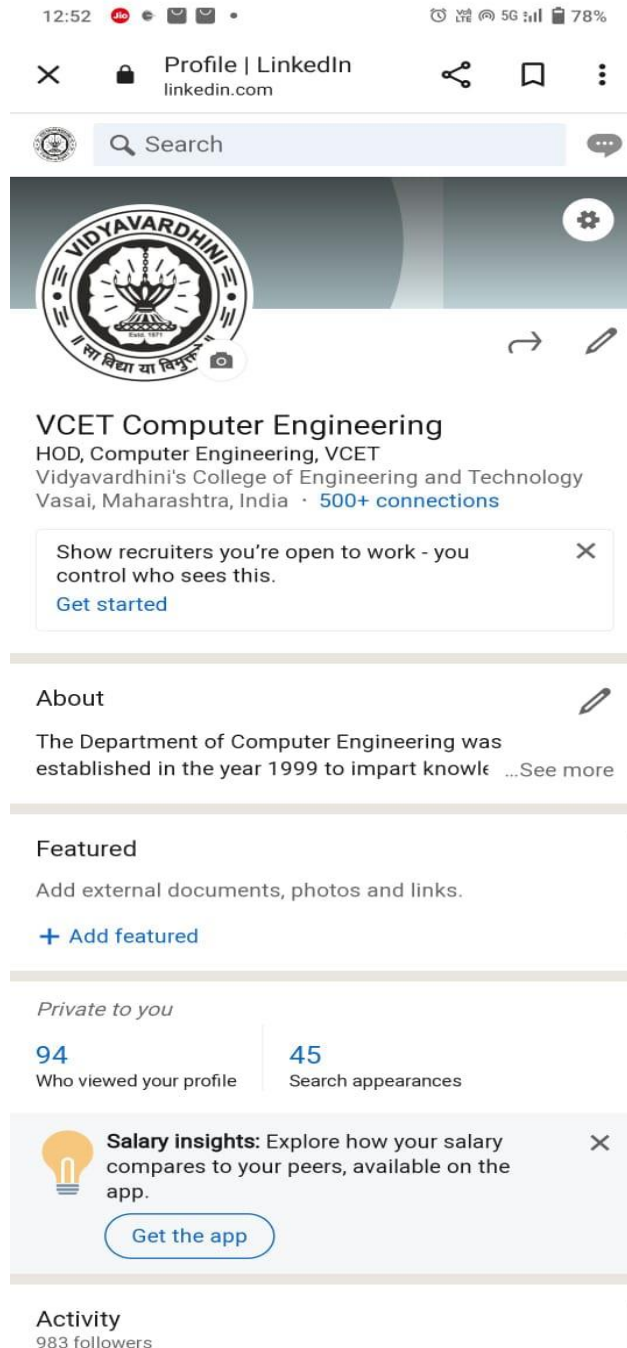 12:52 Jio 5G 78%
Profile | LinkedIn
linkedin.com
Search
VIDYAVARDHINI
Estd. 1971
VCET Computer Engineering
HOD, Computer Engineering, VCET
Vidyavardhini's College of Engineering and Technology
Vasai, Maharashtra, India · 500+ connections
Show recruiters you’re open to work - you
control who sees this.
Get started
About
The Department of Computer Engineering was
established in the year 1999 to impart knowle ...See more
Featured
Add external documents, photos and links.
+ Add featured
Private to you
94 45
Who viewed your profile Search appearances
Salary insights: Explore how your salary
compares to your peers, available on the
app.
Get the app
Activity
983 followers